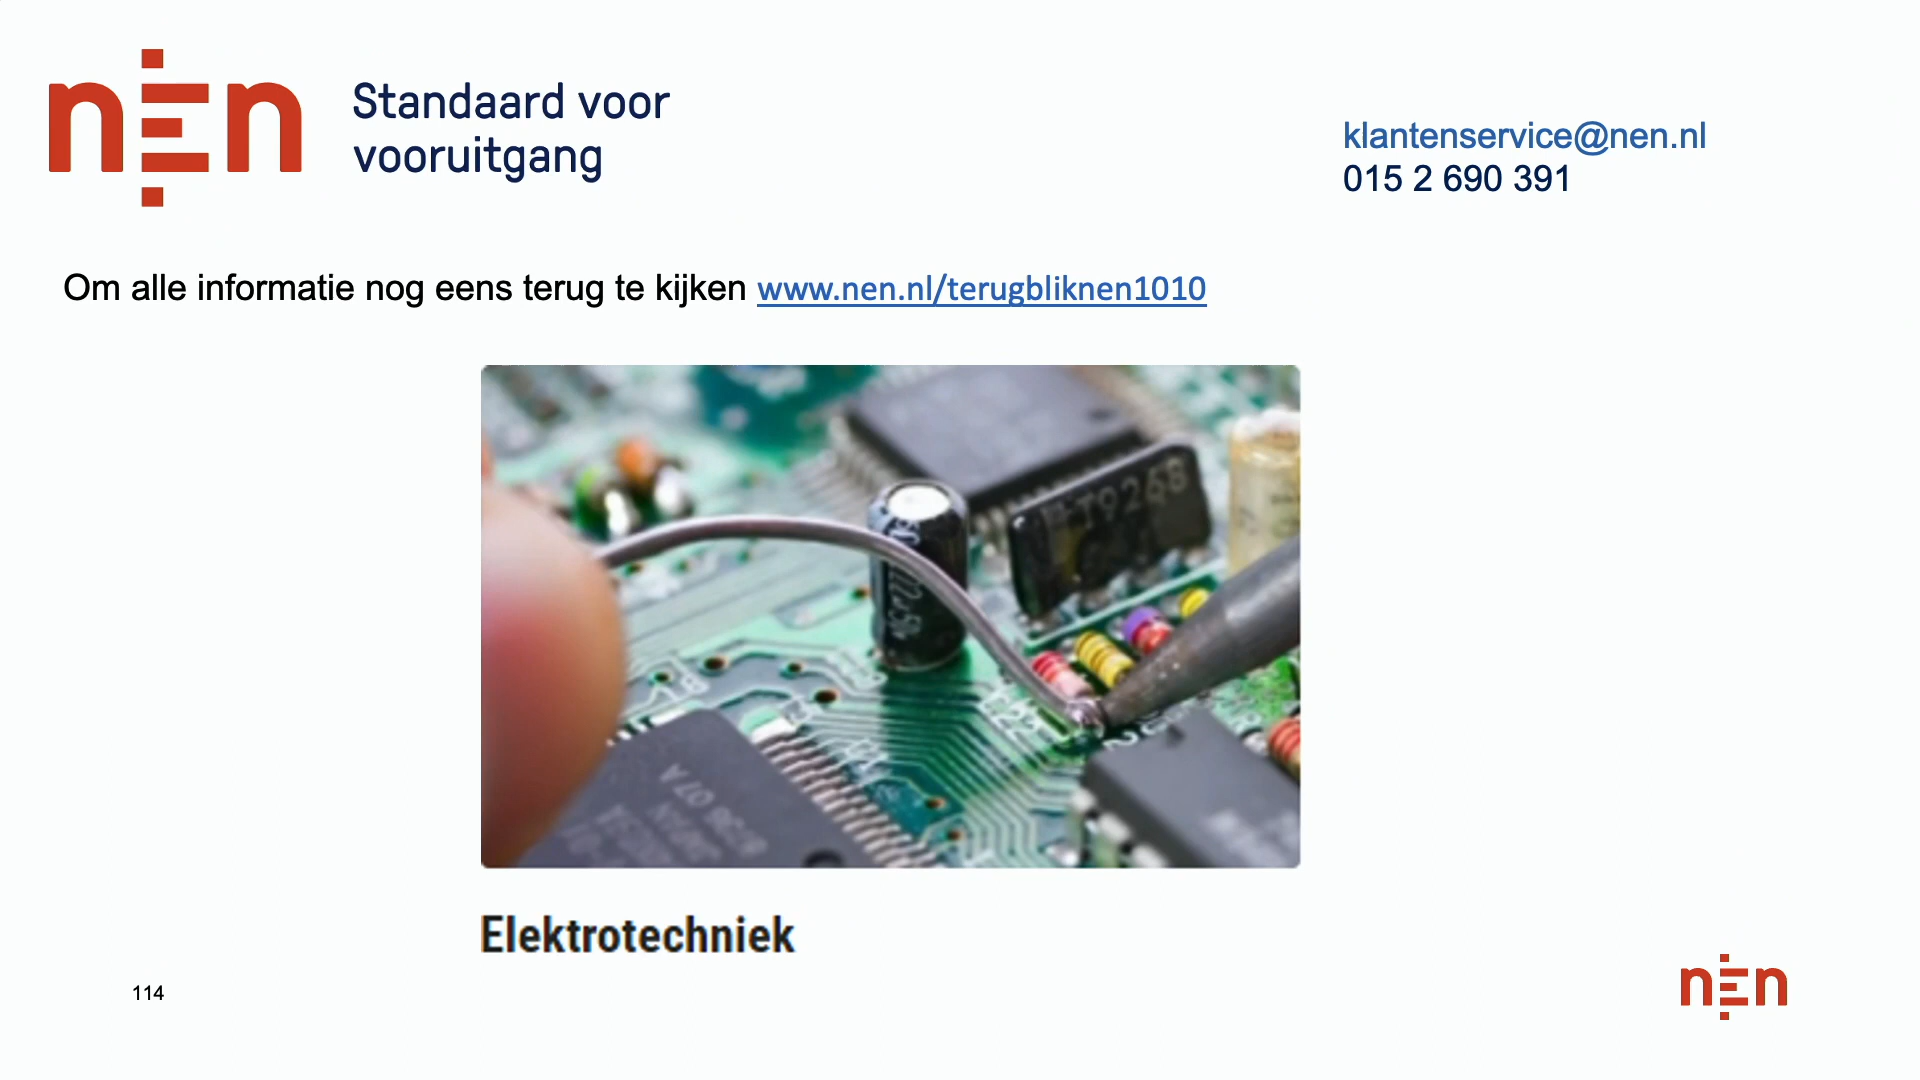 nen
Standaard voor
vooruitgang
klantenservice@nen.nl
015 2 690 391
Om alle informatie nog eens terug te kijken www.nen.nl/terugbliknen1010
T9268
Elektrotechniek
114
nen